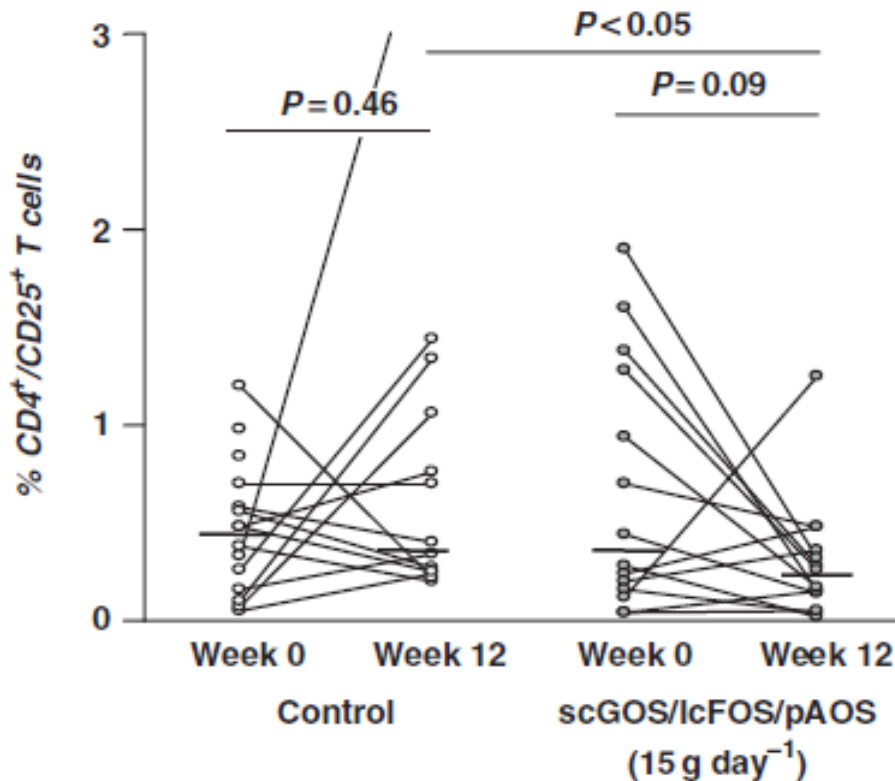 3
P < 0.05
P = 0.09
P = 0.46
% CD4+/CD25+ T cells
2
1
0
Week 0 Week 12 Week 0 Week 12
Control scGOS/lcFOS/pAOS
(15 g day−1)